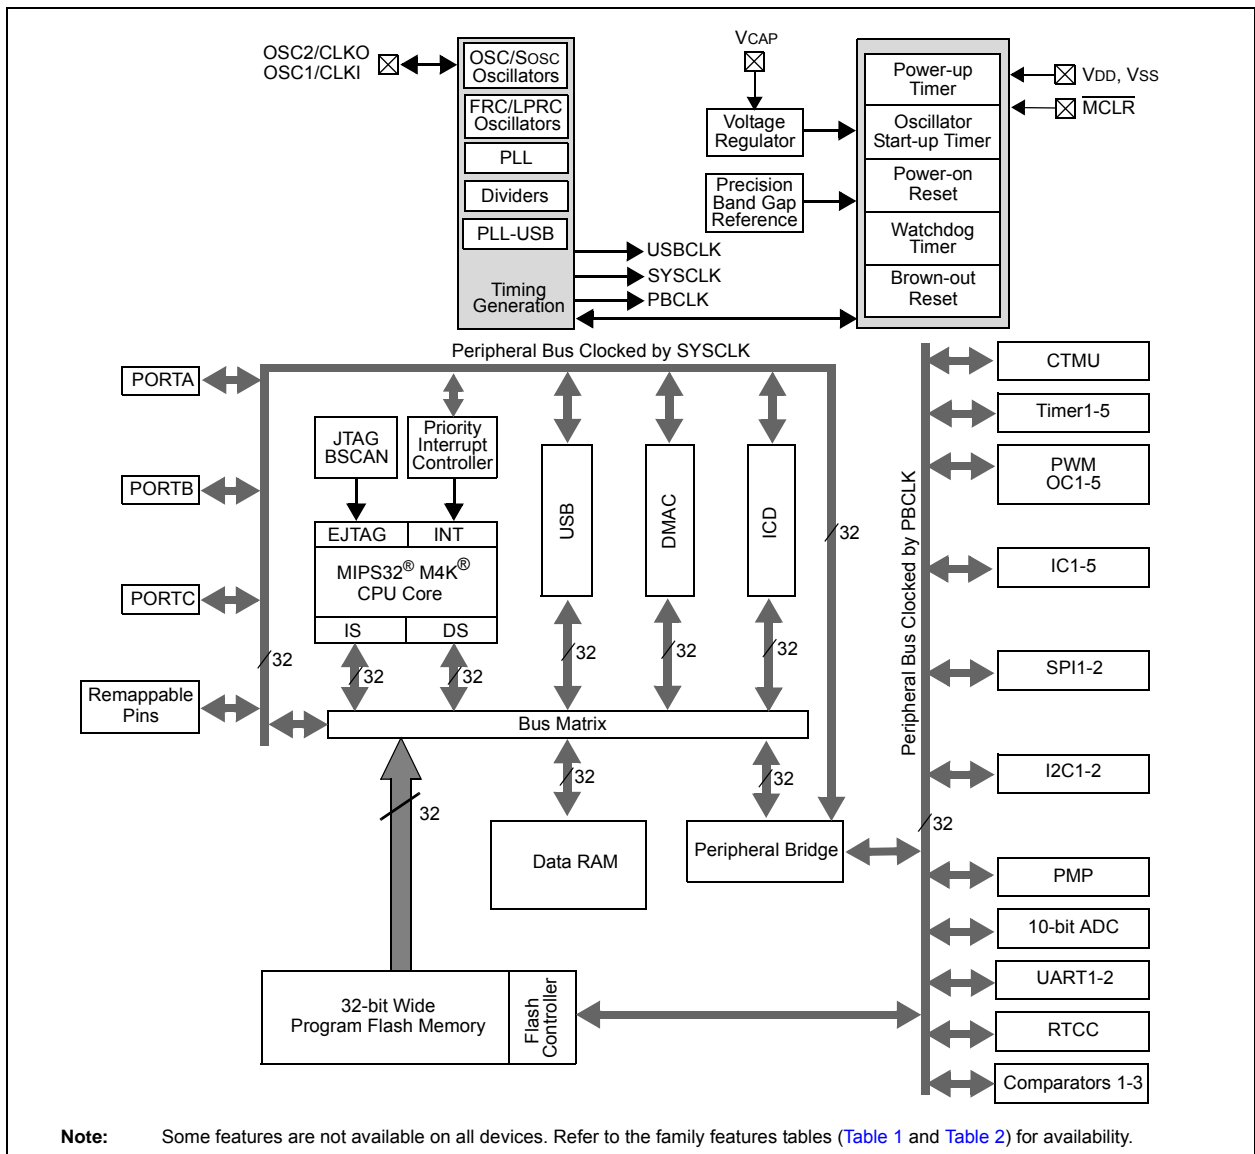 OSC2/CLKO
OSC1/CLKI
OSC/SOSC
Oscillators
FRC/LPRC
Oscillators
PLL
Dividers
PLL-USB
Timing
Generation
USBCLK
SYSCLK
PBCLK
VCAP
Voltage
Regulator
Precision
Band Gap
Reference
Power-up
Timer
Oscillator
Start-up Timer
Power-on
Reset
Watchdog
Timer
Brown-out
Reset
VDD, VSS
MCLR
Peripheral Bus Clocked by SYSCLK
PORTA
PORTB
PORTC
Remappable
Pins
32
JTAG
BSCAN
Priority
Interrupt
Controller
EJTAG
INT
MIPS32® M4K®
CPU Core
IS
DS
32
32
USB
32
DMAC
32
ICD
32
32
Bus Matrix
32
32
32
Data RAM
Peripheral Bridge
32-bit Wide
Program Flash Memory
Flash
Controller
Peripheral Bus Clocked by PBCLK
32
CTMU
Timer1-5
PWM
OC1-5
IC1-5
SPI1-2
I2C1-2
PMP
10-bit ADC
UART1-2
RTCC
Comparators 1-3
Note: Some features are not available on all devices. Refer to the family features tables (Table 1 and Table 2) for availability.